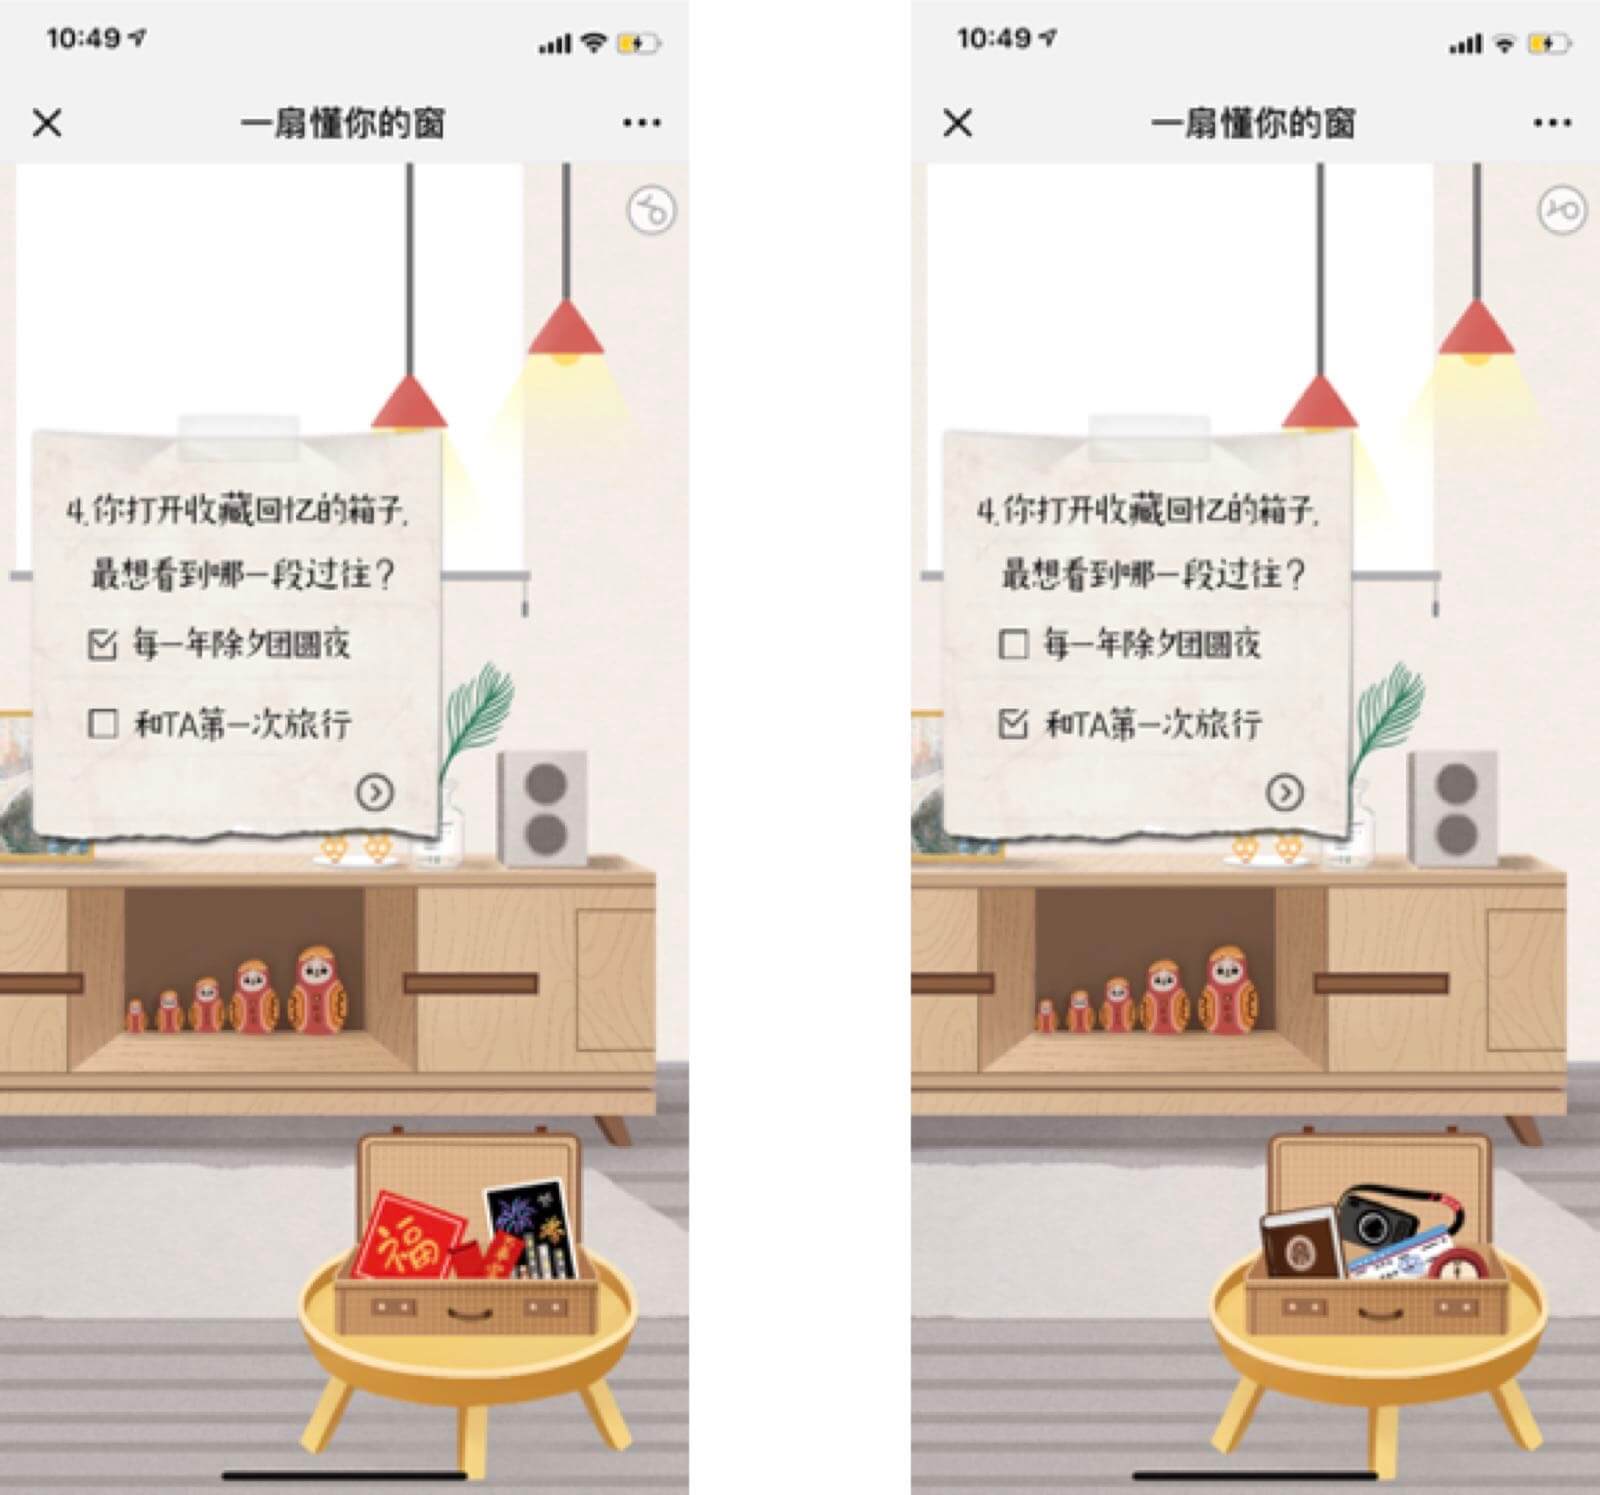 10:49
一扇懂你的窗
4.你打开收藏回忆的箱子,
最想看到哪一段过往?
每一年除夕团圆夜
和TA第一次旅行
福
10:49
一扇懂你的窗
4.你打开收藏回忆的箱子,
最想看到哪一段过往?
每一年除夕团圆夜
和TA第一次旅行